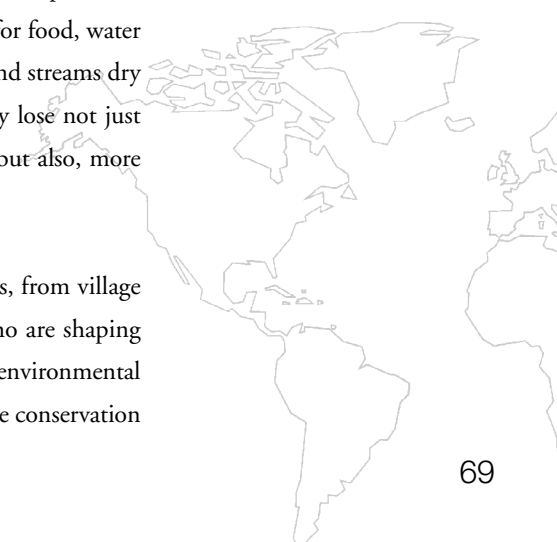 for food, water
nd streams dry
y lose not just
but also, more
s, from village
ho are shaping
environmental
e conservation
69